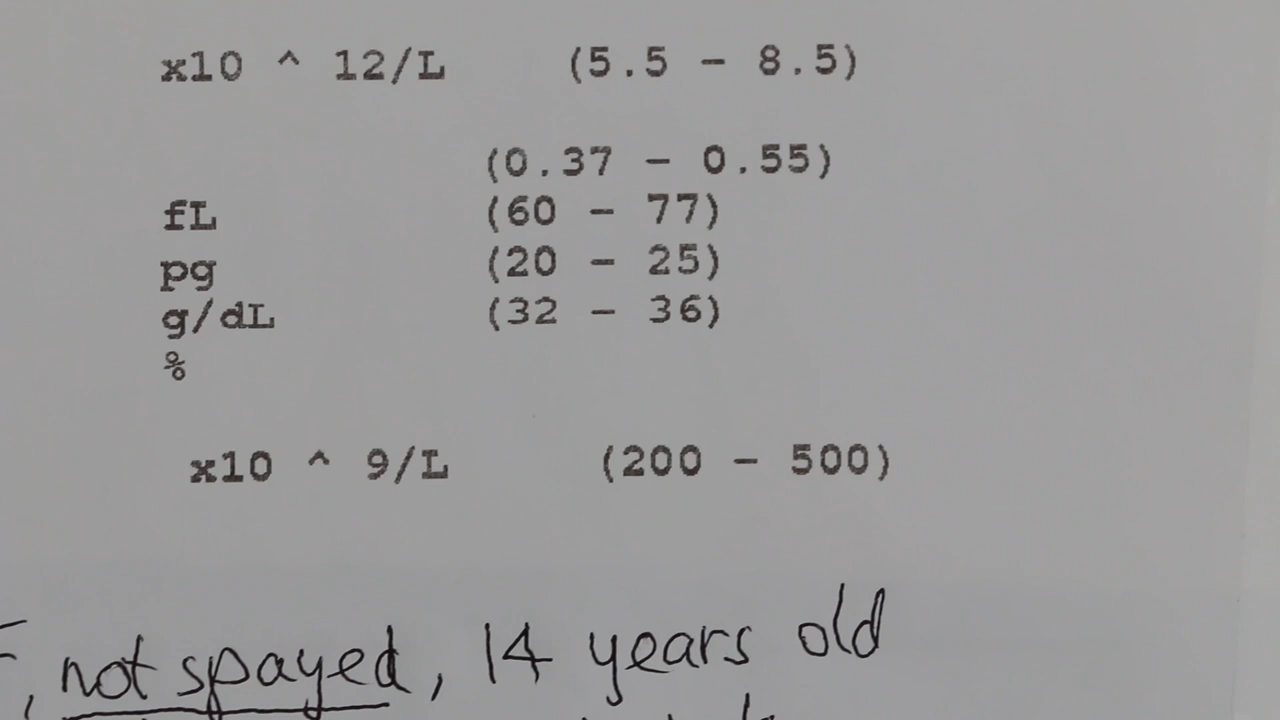 x10 ^ 12/L (5.5 - 8.5)
(0.37 - 0.55)
fL (60 - 77)
pg (20 - 25)
g/dL (32 - 36)
%
x10 ^ 9/L (200 - 500)
, not spayed, 14 years old